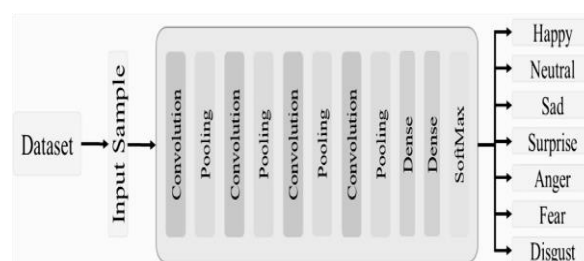 Dataset
Input Sample
Convolution
Pooling
Convolution
Pooling
Convolution
Pooling
Convolution
Pooling
Dense
Dense
SoftMax
Happy
Neutral
Sad
Surprise
Anger
Fear
Disgust